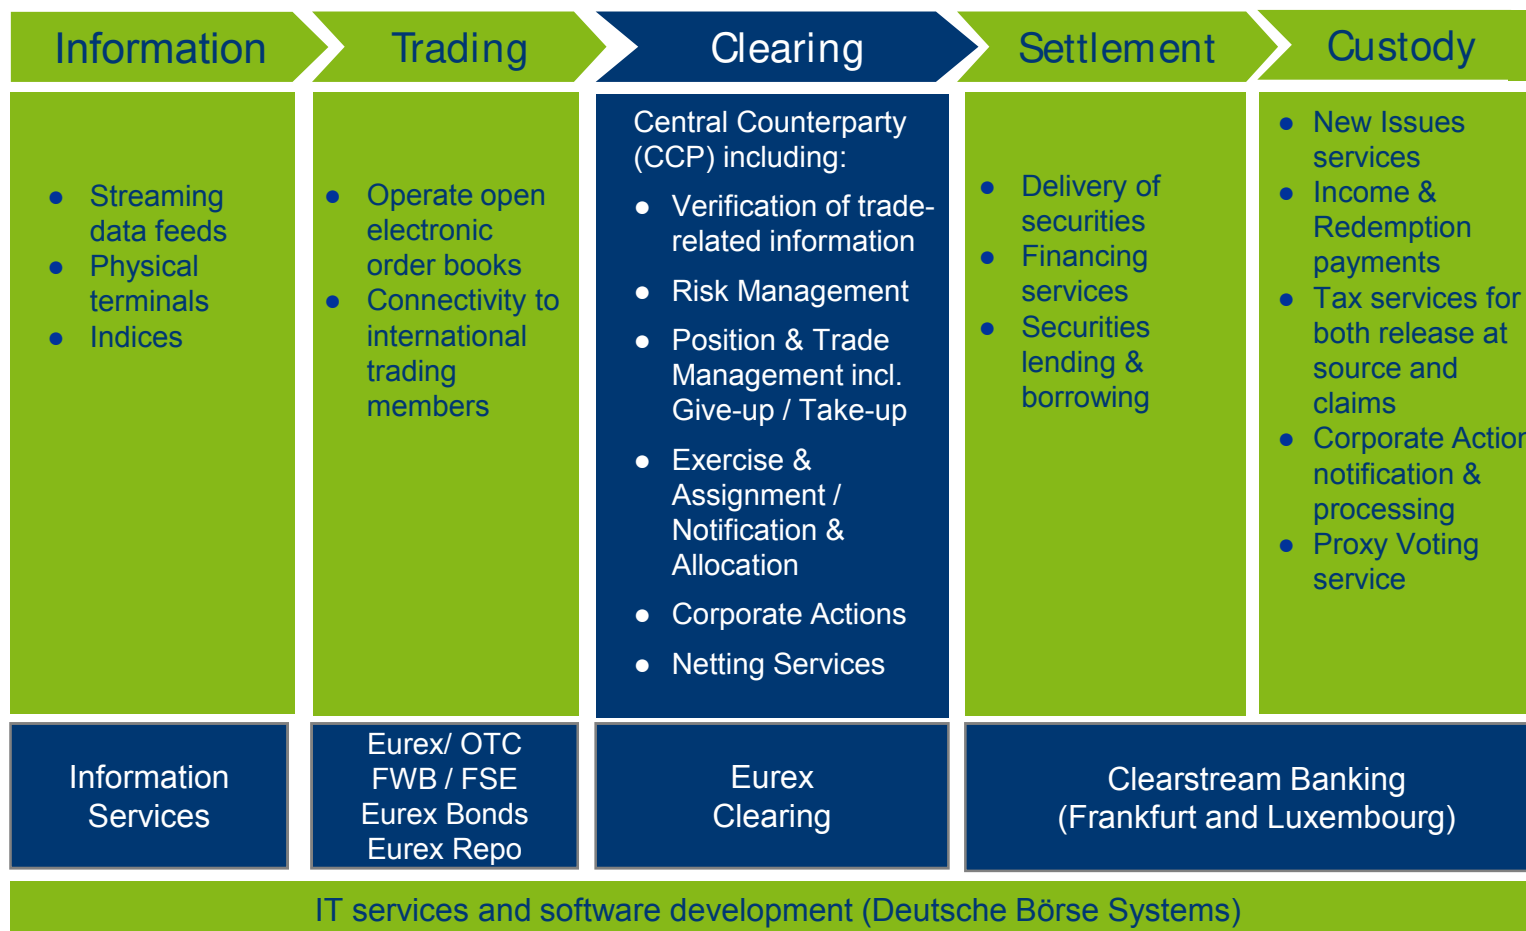 Information
Trading
Clearing
Settlement
Custody
● Streaming
data feeds
● Physical
terminals
● Indices
● Operate open
electronic
order books
● Connectivity to
international
trading
members
Central Counterparty
(CCP) including:
● Verification of trade-
related information
● Risk Management
● Position & Trade
Management incl.
Give-up / Take-up
● Exercise &
Assignment /
Notification &
Allocation
● Corporate Actions
● Netting Services
● Delivery of
securities
● Financing
services
● Securities
lending &
borrowing
● New Issues
services
● Income &
Redemption
payments
● Tax services for
both release at
source and
claims
● Corporate Action
notification &
processing
● Proxy Voting
service
Information
Services
Eurex/ OTC
FWB / FSE
Eurex Bonds
Eurex Repo
Eurex
Clearing
Clearstream Banking
(Frankfurt and Luxembourg)
IT services and software development (Deutsche Börse Systems)